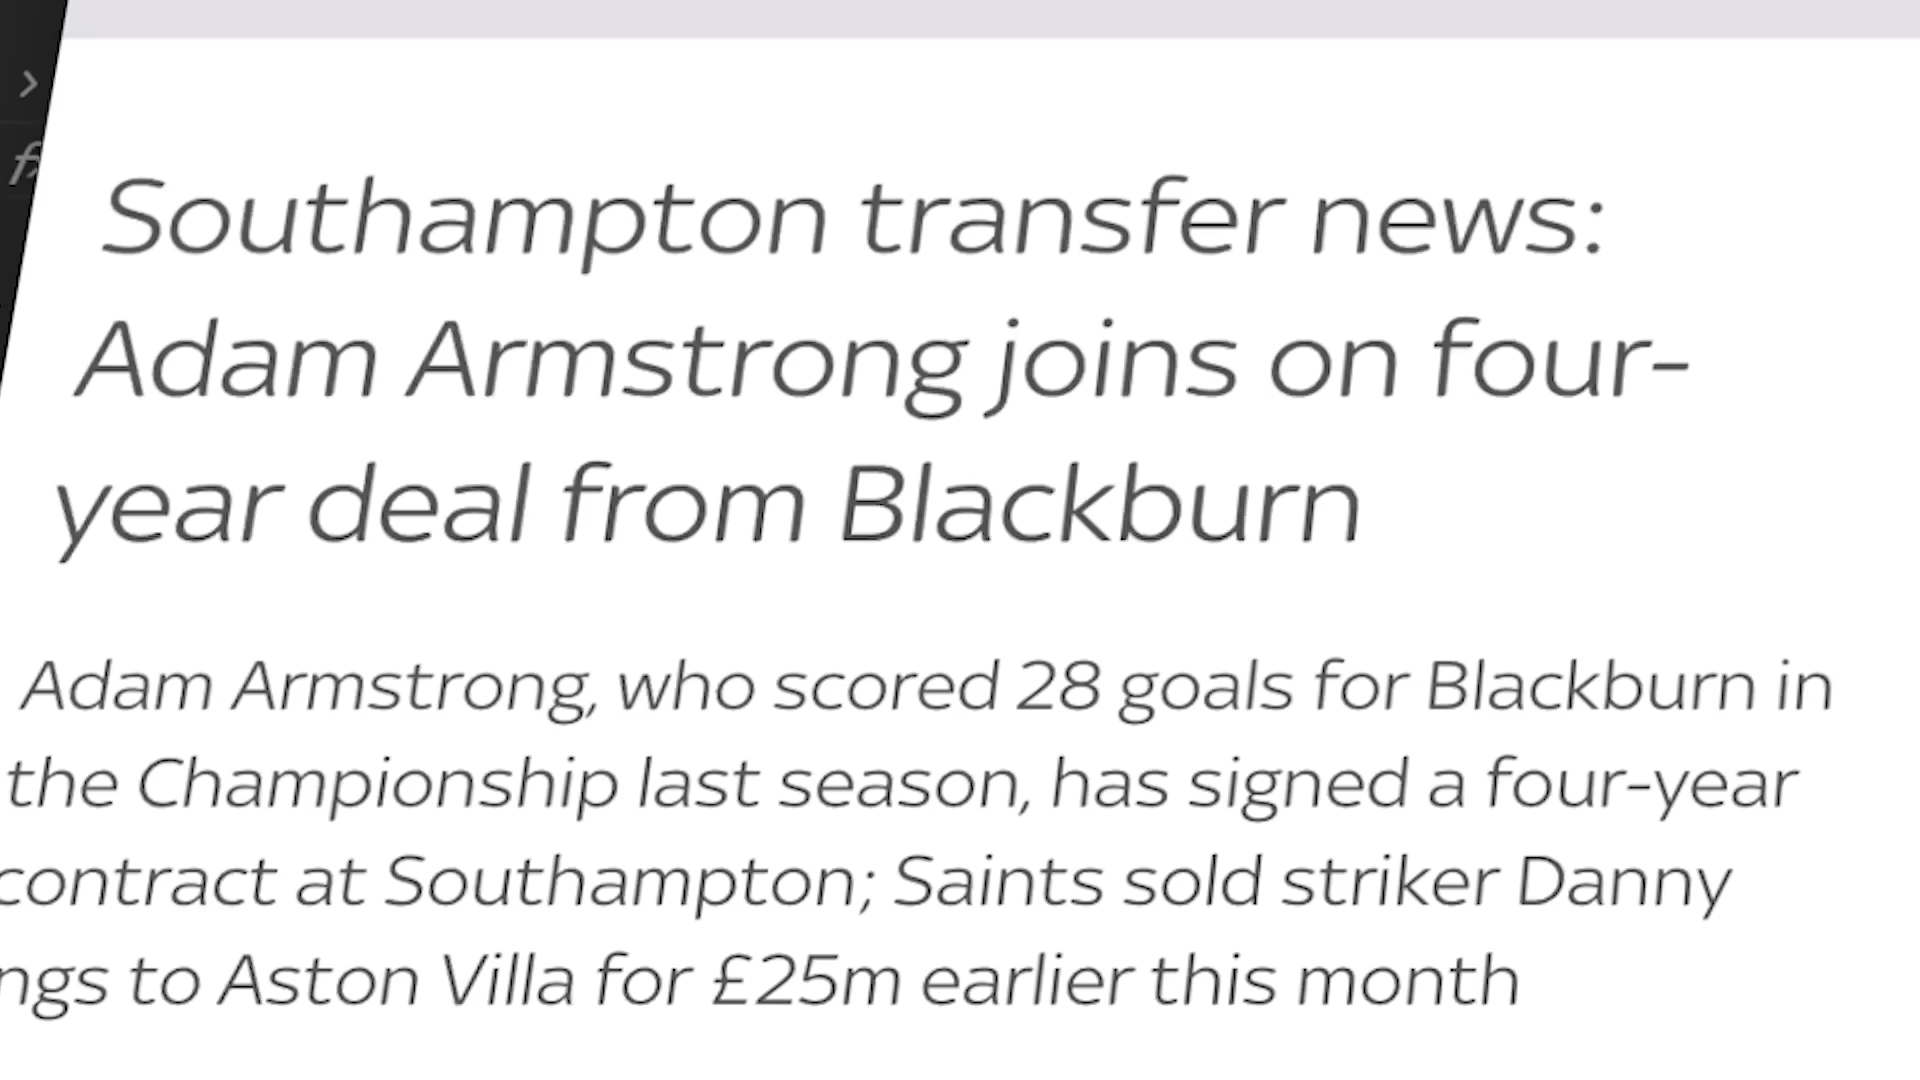 Southampton transfer news:
Adam Armstrong joins on four-
year deal from Blackburn
Adam Armstrong, who scored 28 goals for Blackburn in
the Championship last season, has signed a four-year
contract at Southampton; Saints sold striker Danny
to Aston Villa for £25m earlier this month